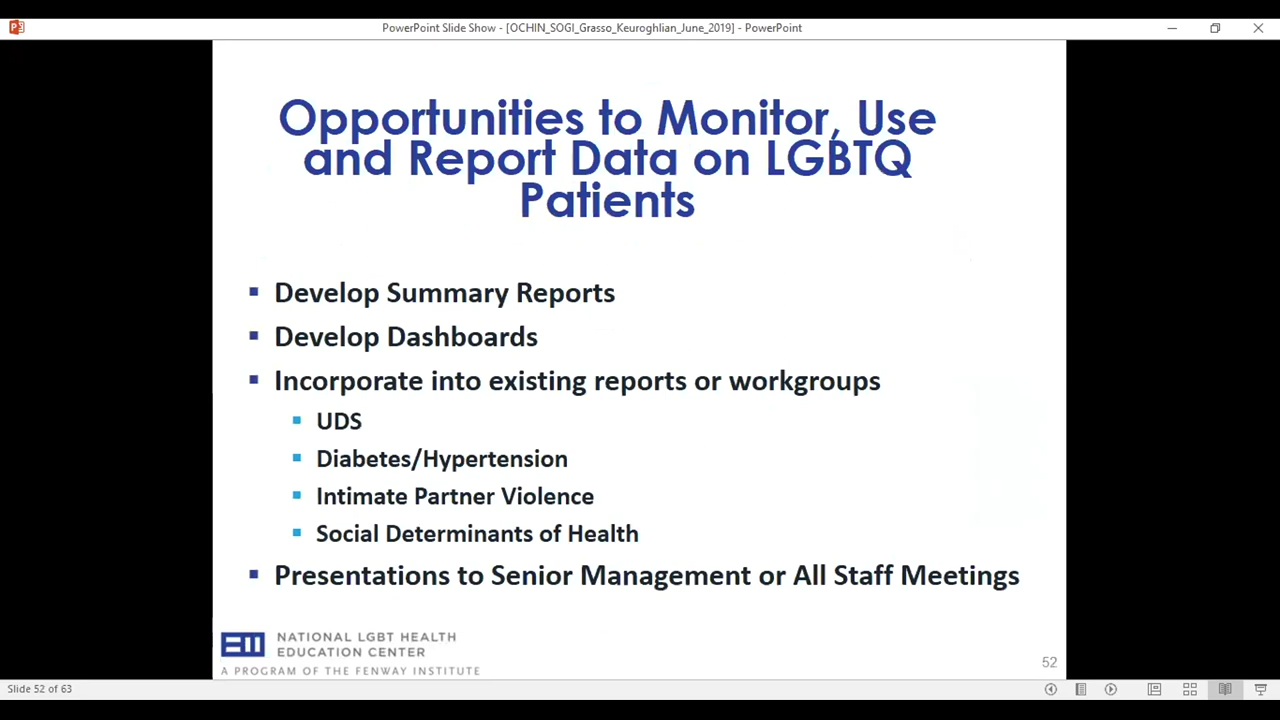 PowerPoint Slide Show - [OCHIN_SOGI_Grasso_Keuroghlian_June_2019] - PowerPoint
Opportunities to Monitor, Use
and Report Data on LGBTQ
Patients
Develop Summary Reports
Develop Dashboards
Incorporate into existing reports or workgroups
UDS
Diabetes/Hypertension
Intimate Partner Violence
Social Determinants of Health
Presentations to Senior Management or All Staff Meetings
NATIONAL LGBT HEALTH
EDUCATION CENTER
A PROGRAM OF THE FENWAY INSTITUTE
52
Slide 52 of 63